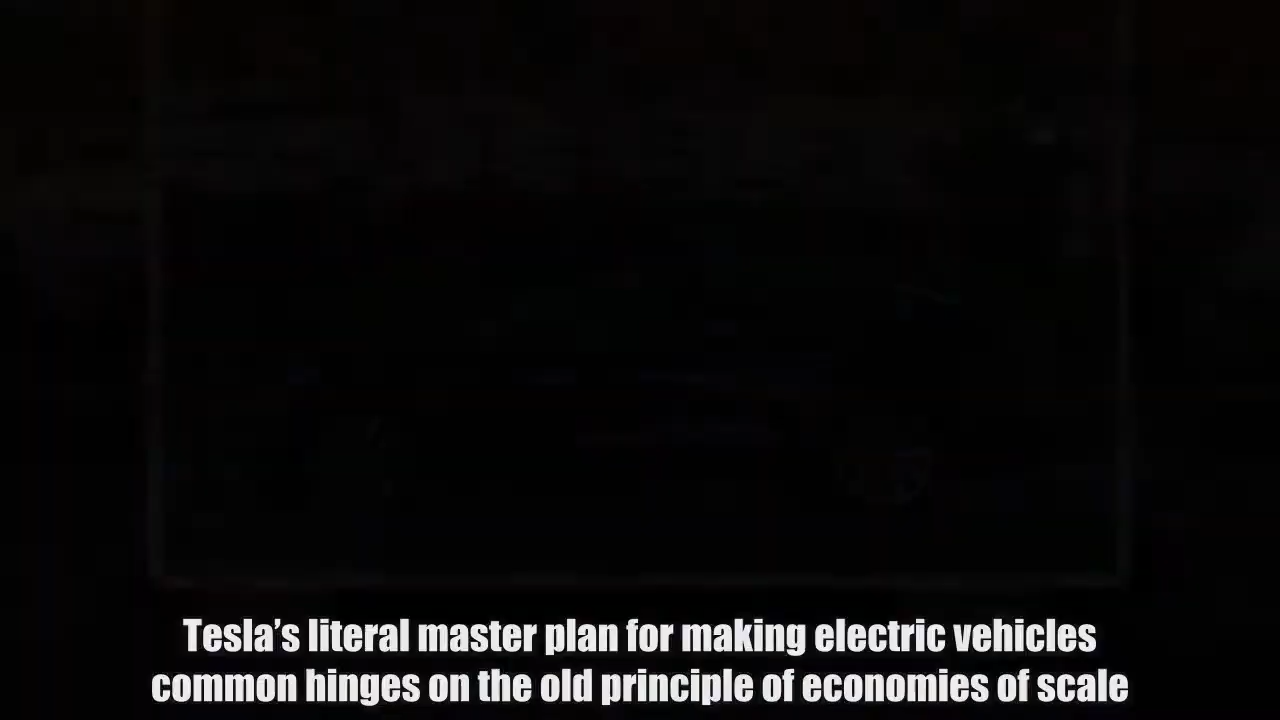 Tesla’s literal master plan for making electric vehicles
common hinges on the old principle of economies of scale